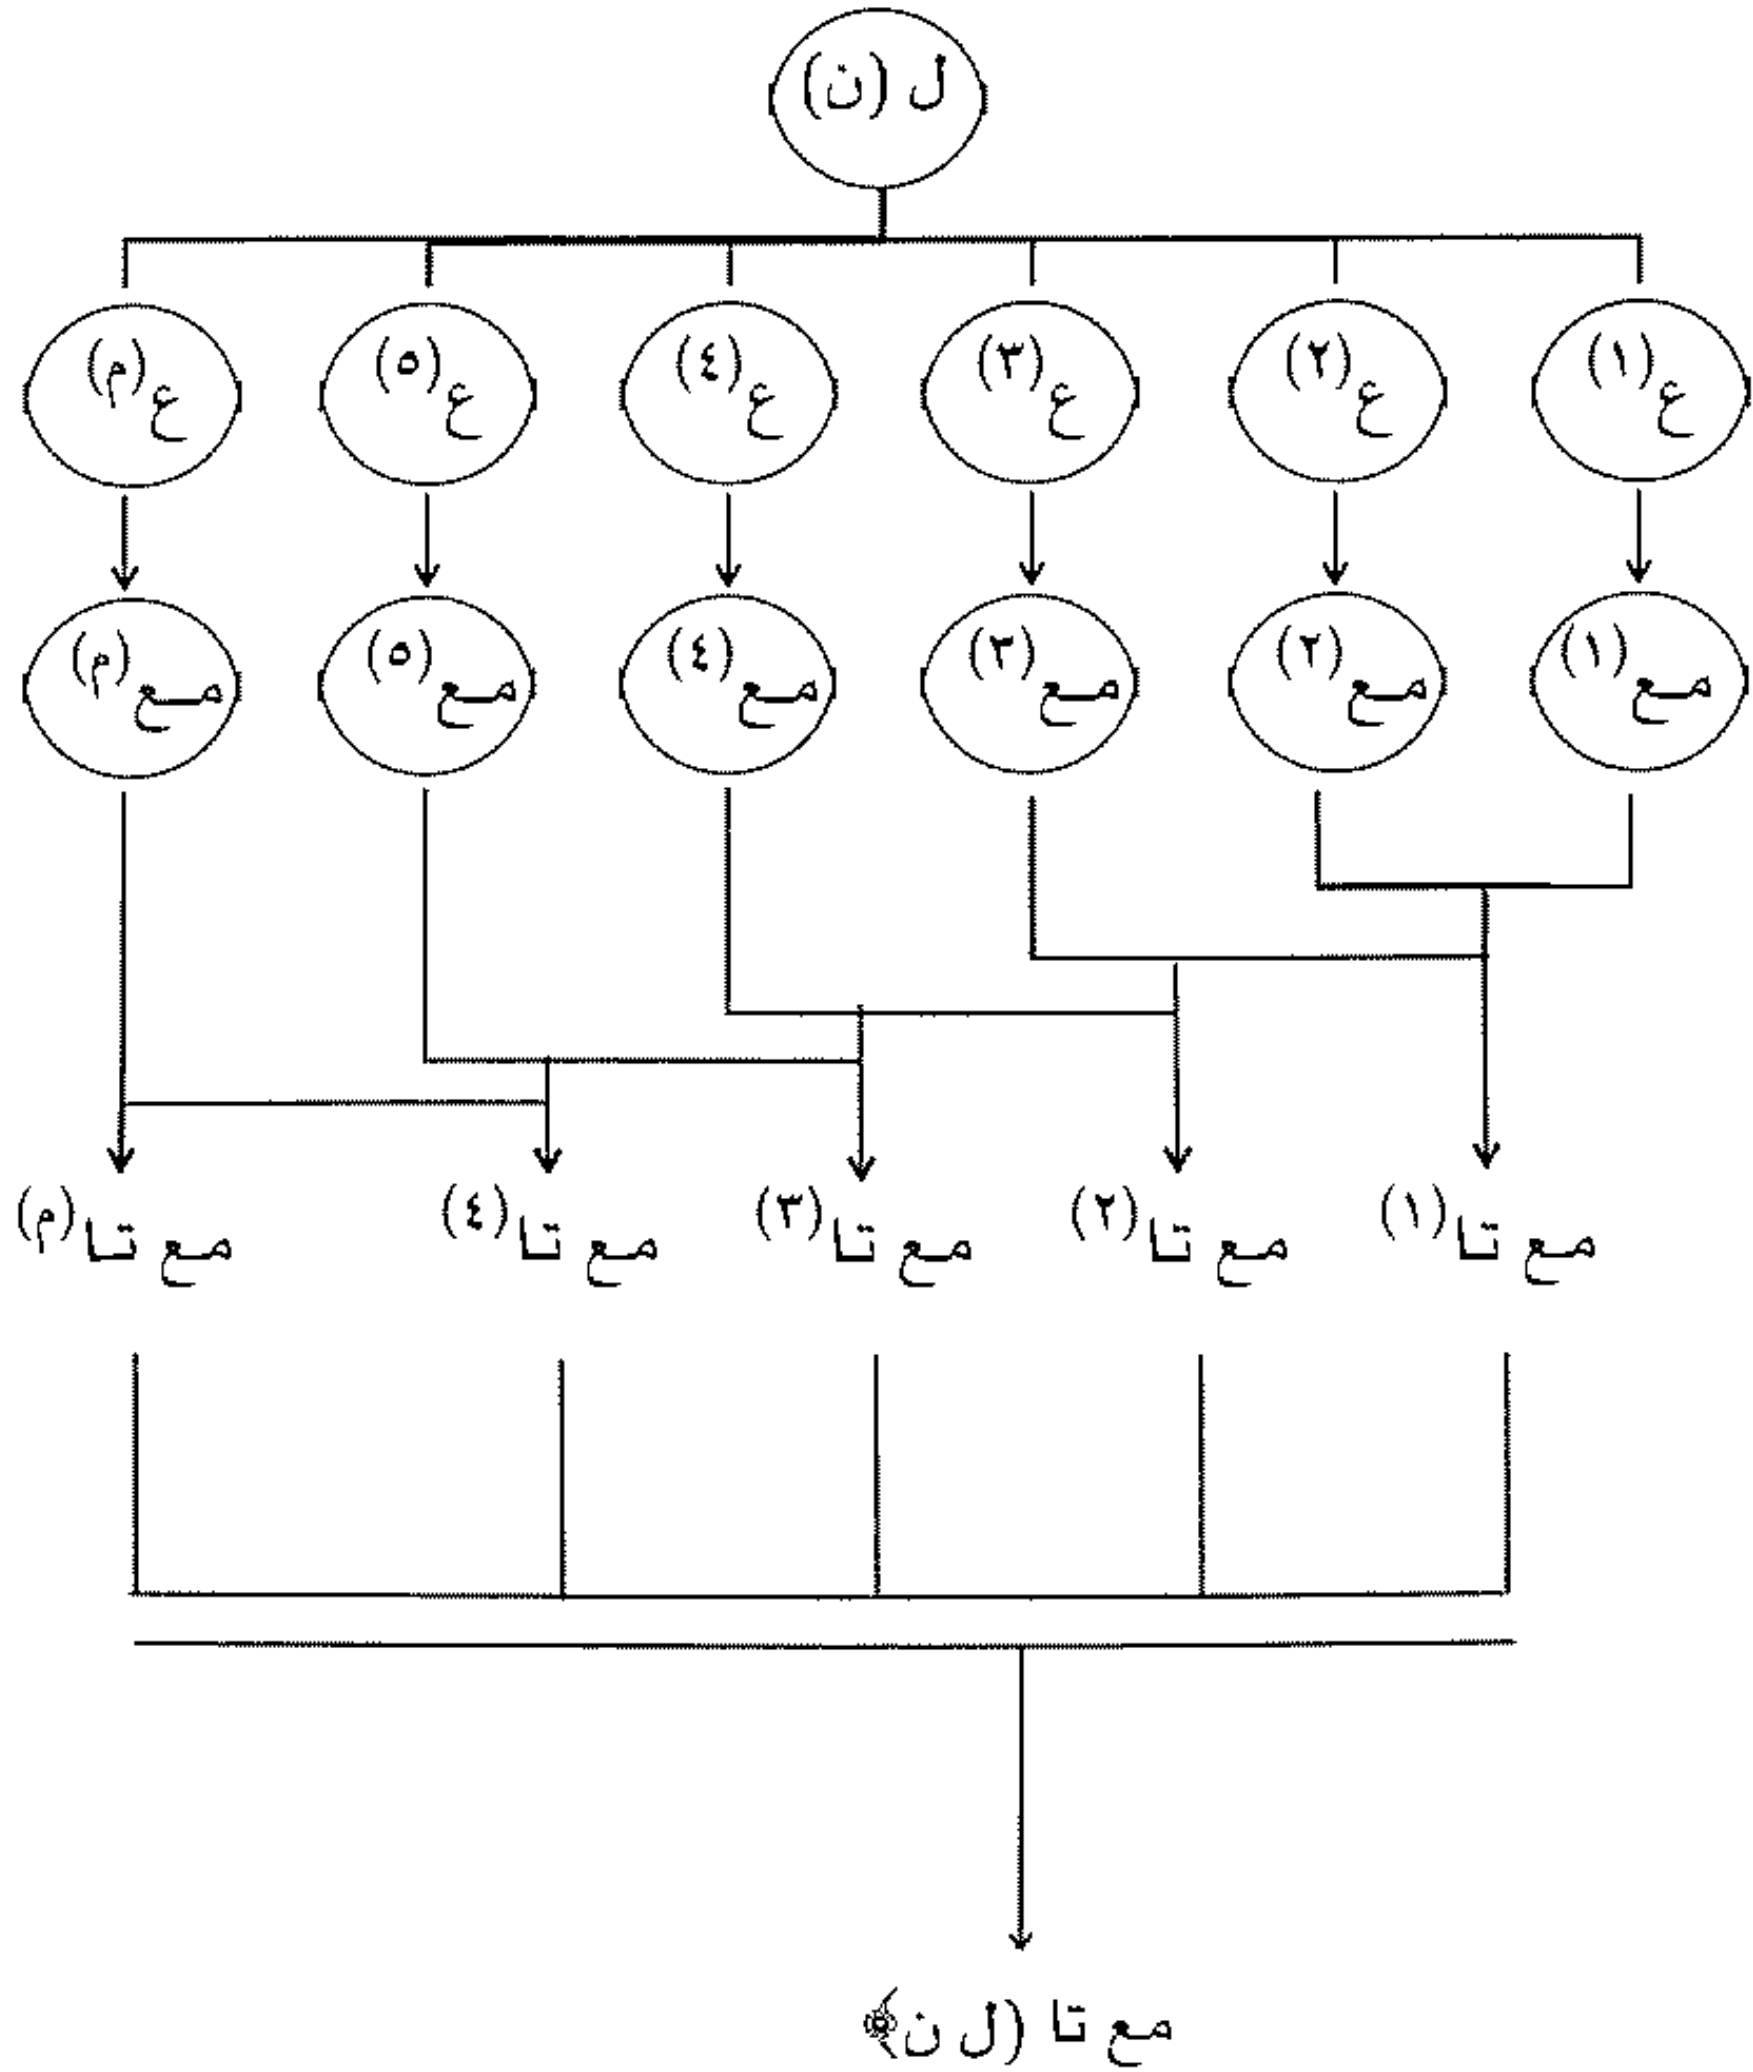 ل (ن)
ع(١) ع(٢) ع(٣) ع(٤) ع(٥) ع(م)
مع(١) مع(٢) مع(٣) مع(٤) مع(٥) مع(م)
مع تا(١) مع تا(٢) مع تا(٣) مع تا(٤) مع تا(م)
مع تا (ل ن﴾